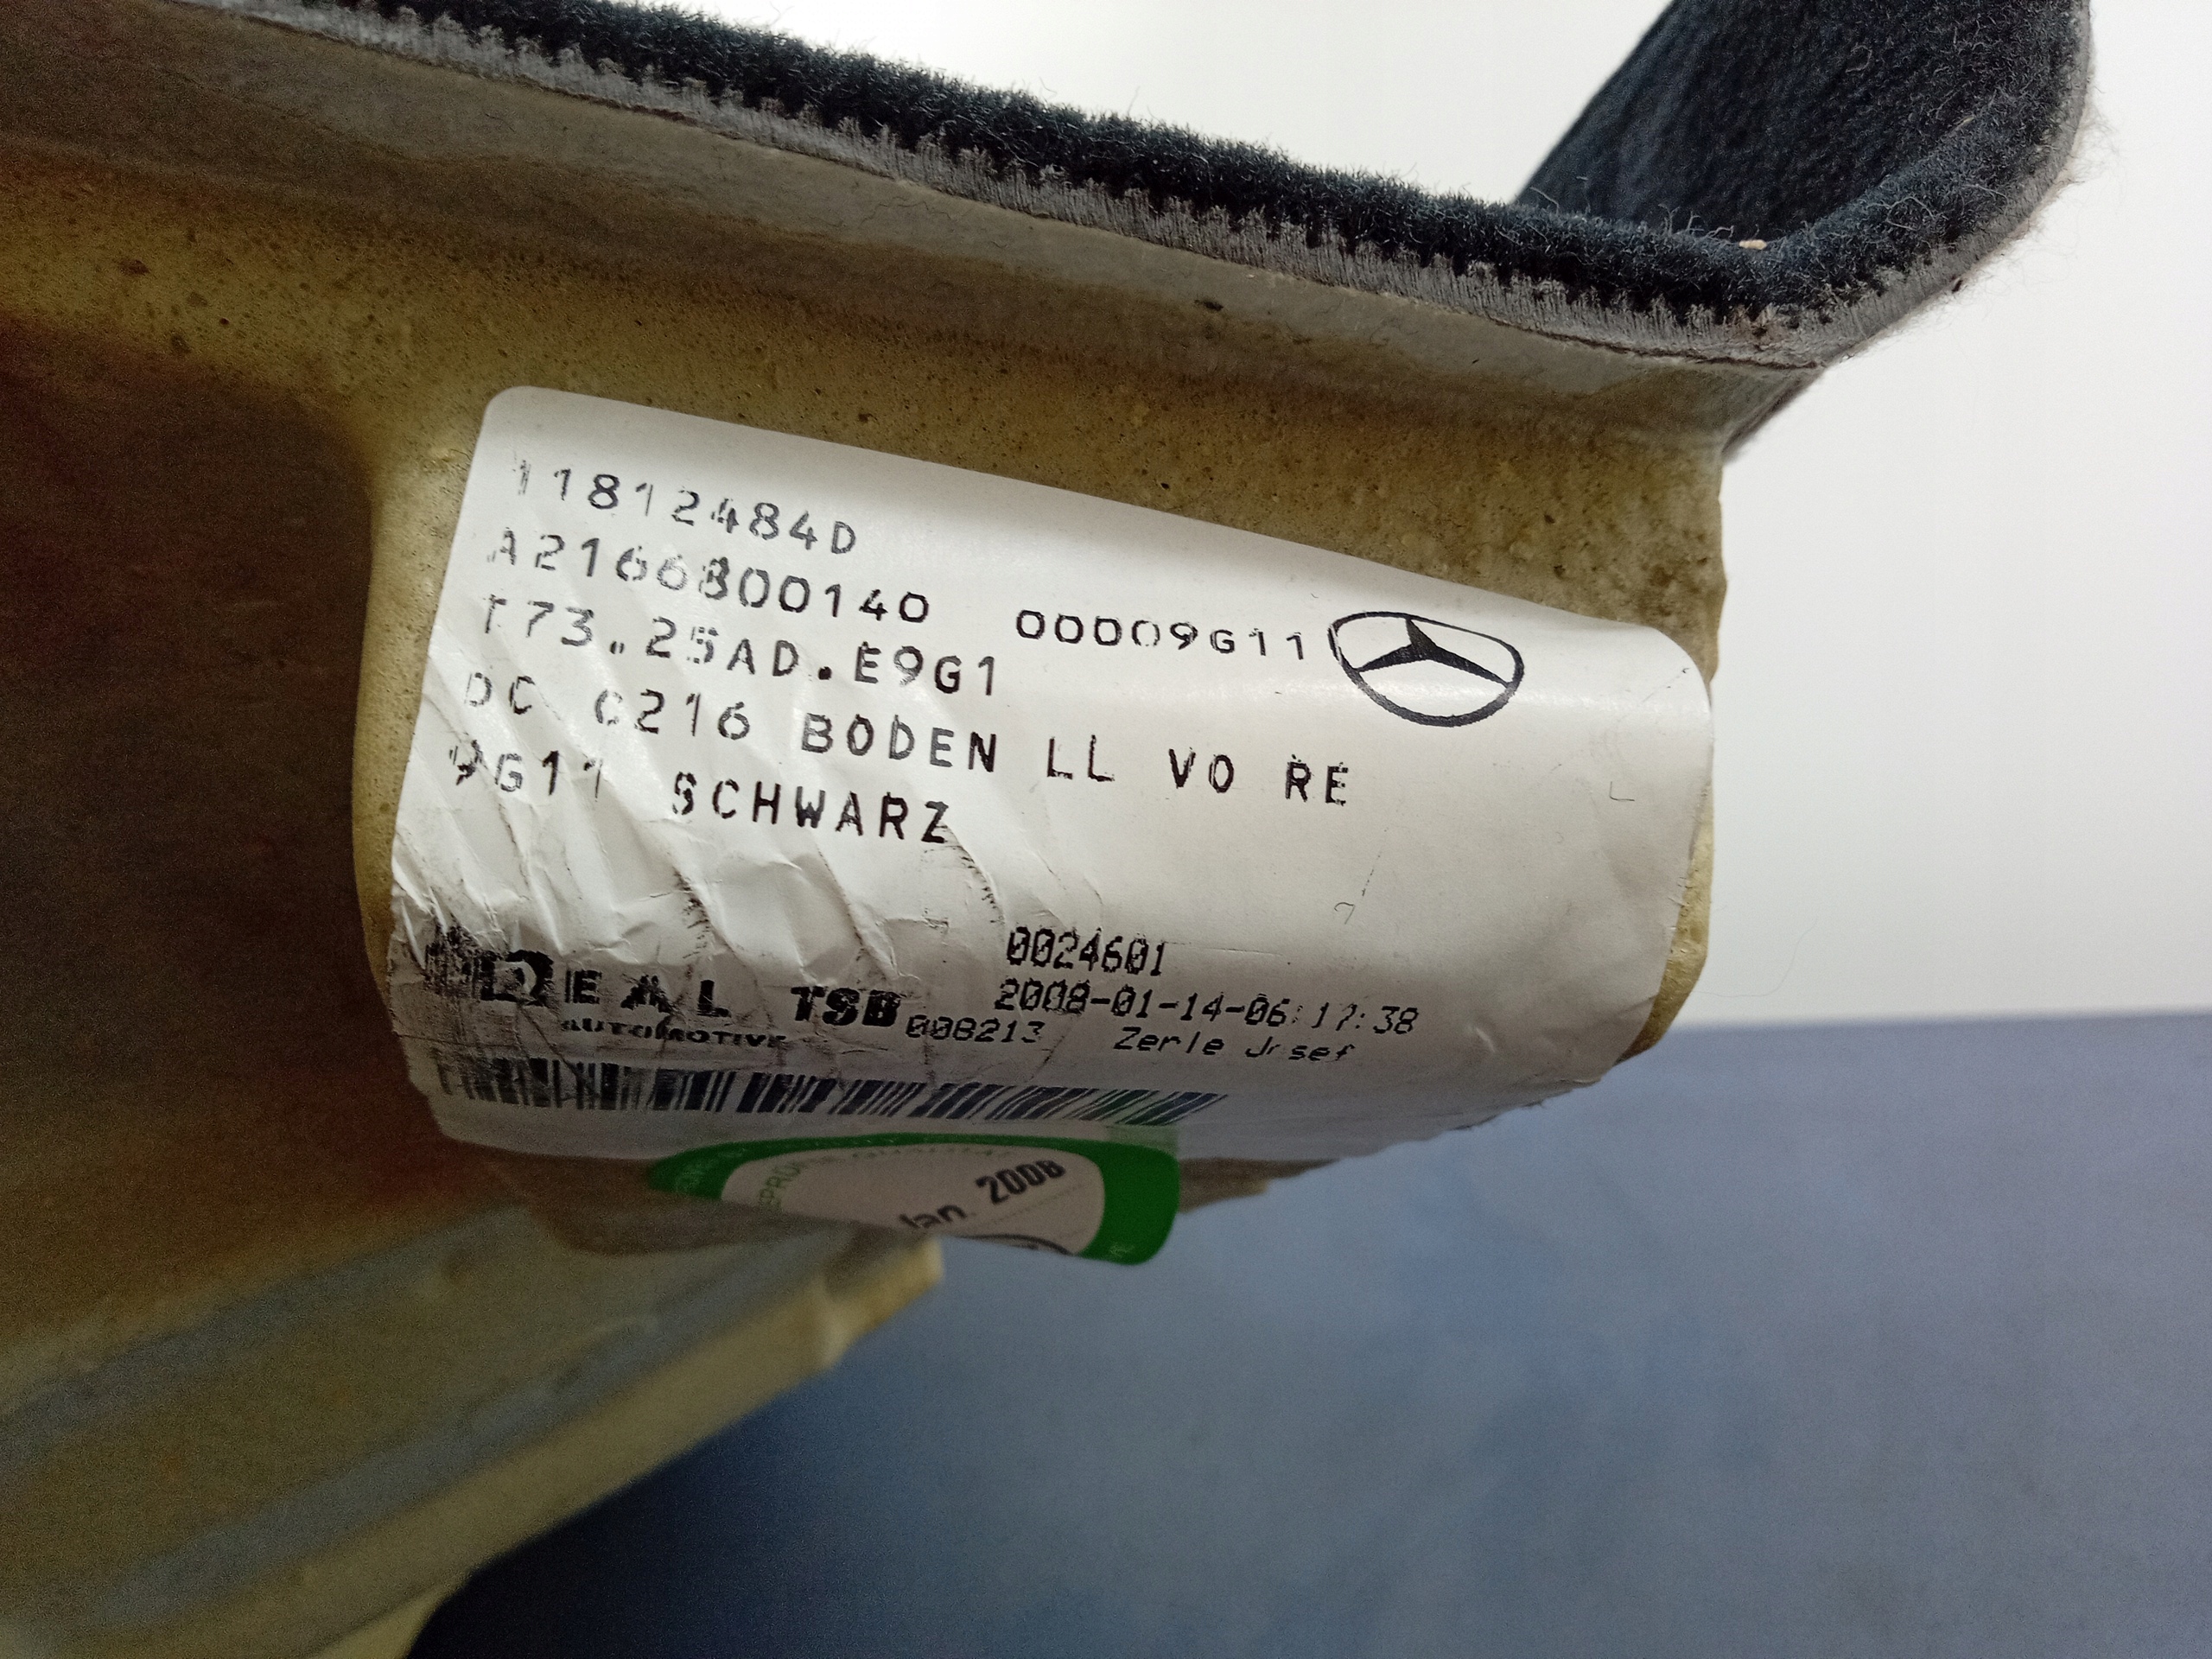 11812484D
A2166800140 00009G11
T73.25AD.E9G1
DC C216 BODEN LL VO RE
9G11 SCHWARZ
0024601
IDEAL TSB 2008-01-14-06:17:38
AUTOMOTIVE 008213 Zerle Josef
Jan. 2008